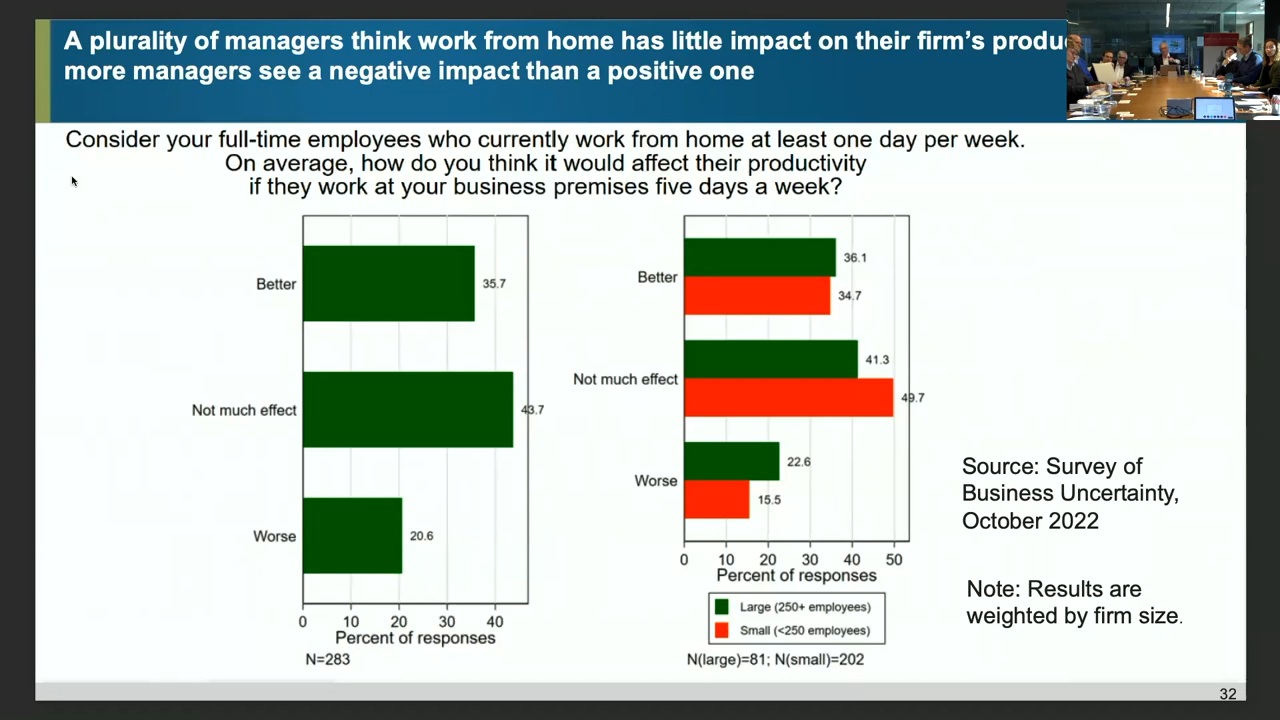 A plurality of managers think work from home has little impact on their firm's
more managers see a negative impact than a positive one
Consider your full-time employees who currently work from home at least one day per week.
On average, how do you think it would affect their productivity
if they work at your business premises five days a week?
Better
35.7
Not much effect
43.7
Worse
20.6
0 10 20 30 40
Percent of responses
N=283
Better
36.1
34.7
Not much effect
41.3
49.7
Worse
22.6
15.5
0 10 20 30 40 50
Percent of responses
Large (250+ employees)
Small (<250 employees)
N(large)=81; N(small)=202
Source: Survey of
Business Uncertainty,
October 2022
Note: Results are
weighted by firm size.
32